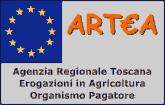 ART€A
Agenzia Regionale Toscana
Erogazioni in Agricoltura
Organismo Pagatore